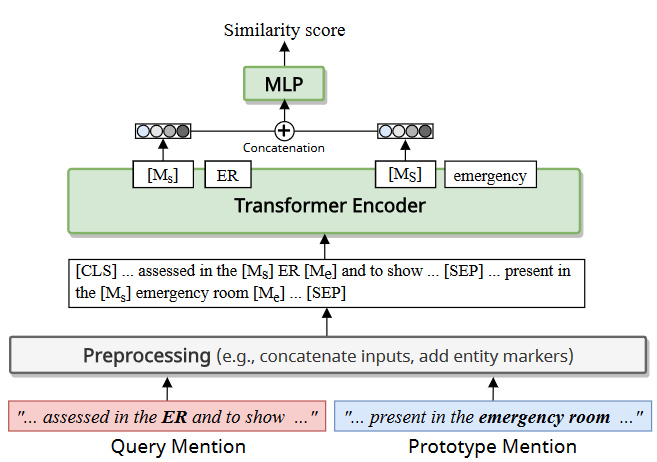 Similarity score
MLP
Concatenation
[Ms] ER [MS] emergency
Transformer Encoder
[CLS] ... assessed in the [Ms] ER [Me] and to show ... [SEP] ... present in
the [Ms] emergency room [Me] ... [SEP]
Preprocessing (e.g., concatenate inputs, add entity markers)
"... assessed in the ER and to show ..." "... present in the emergency room ..."
Query Mention Prototype Mention